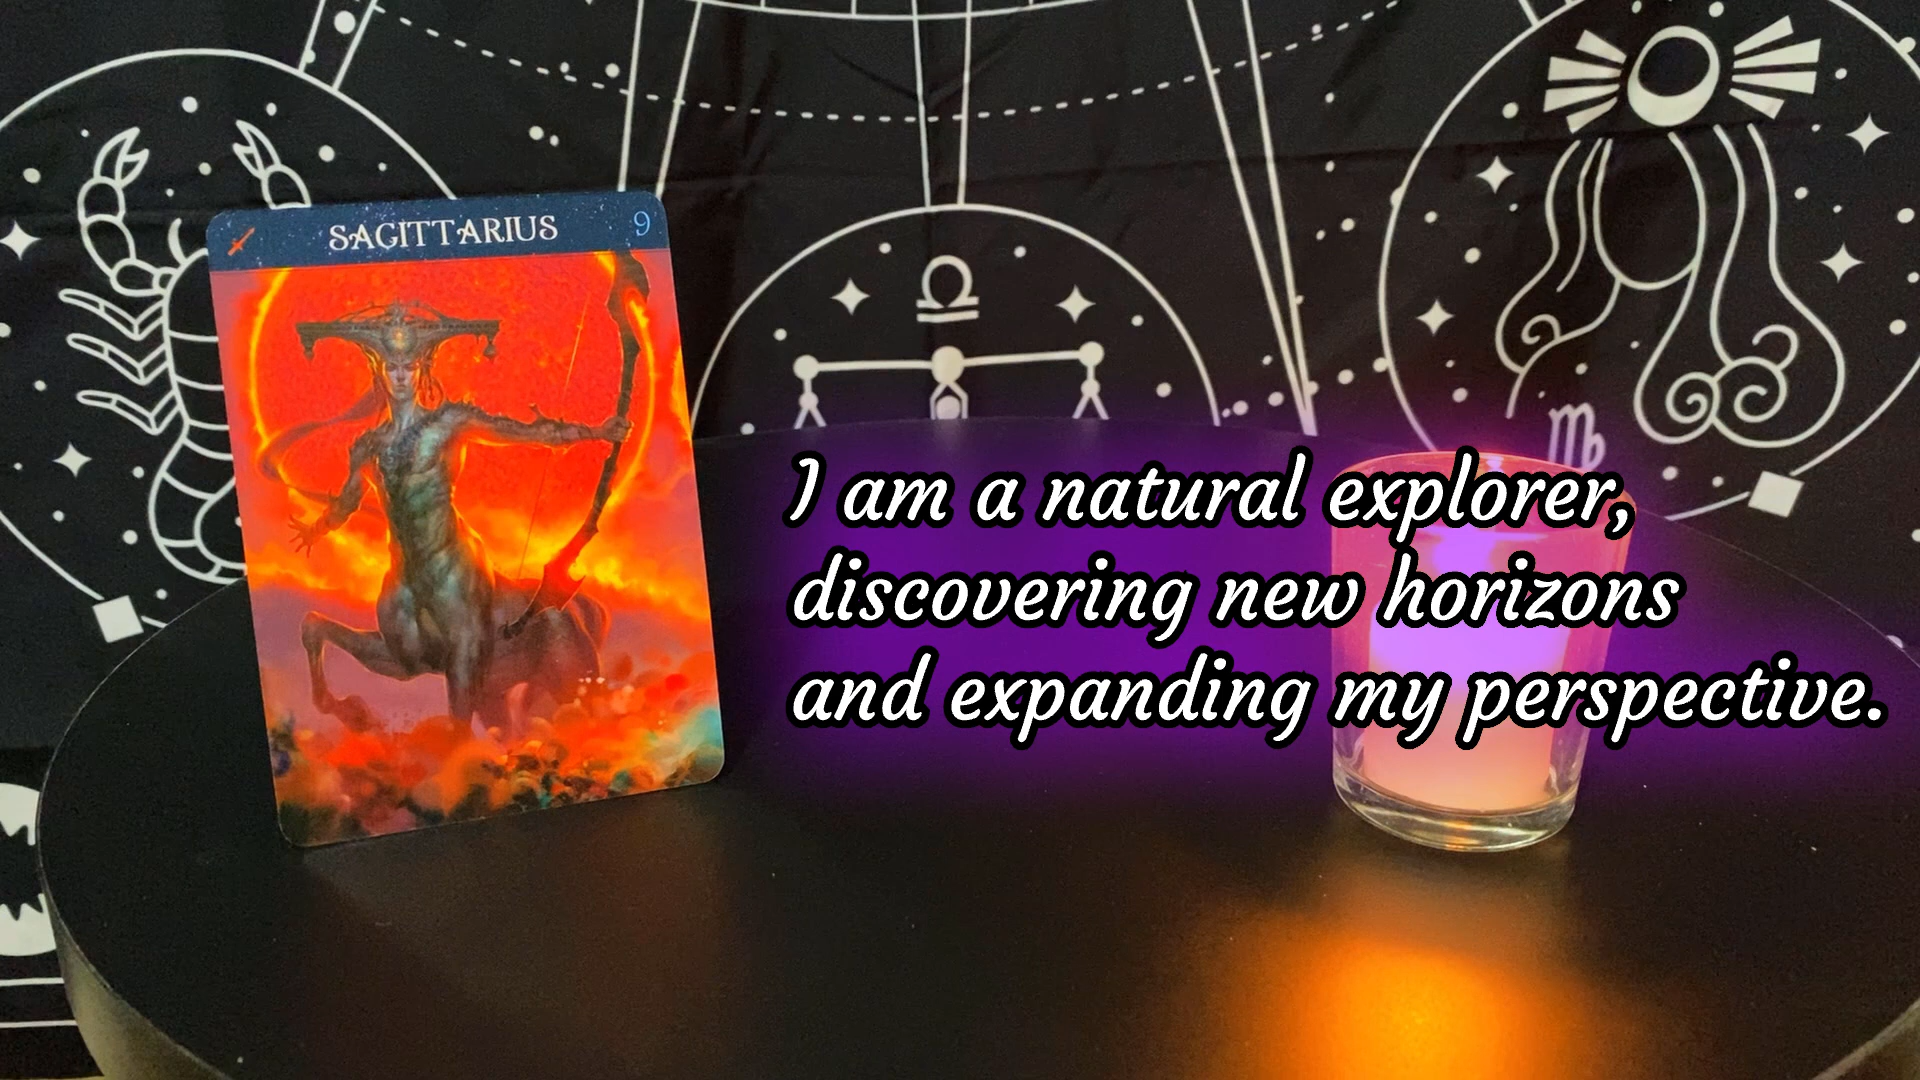 SAGITTARIUS 9
I am a natural explorer,
discovering new horizons
and expanding my perspective.